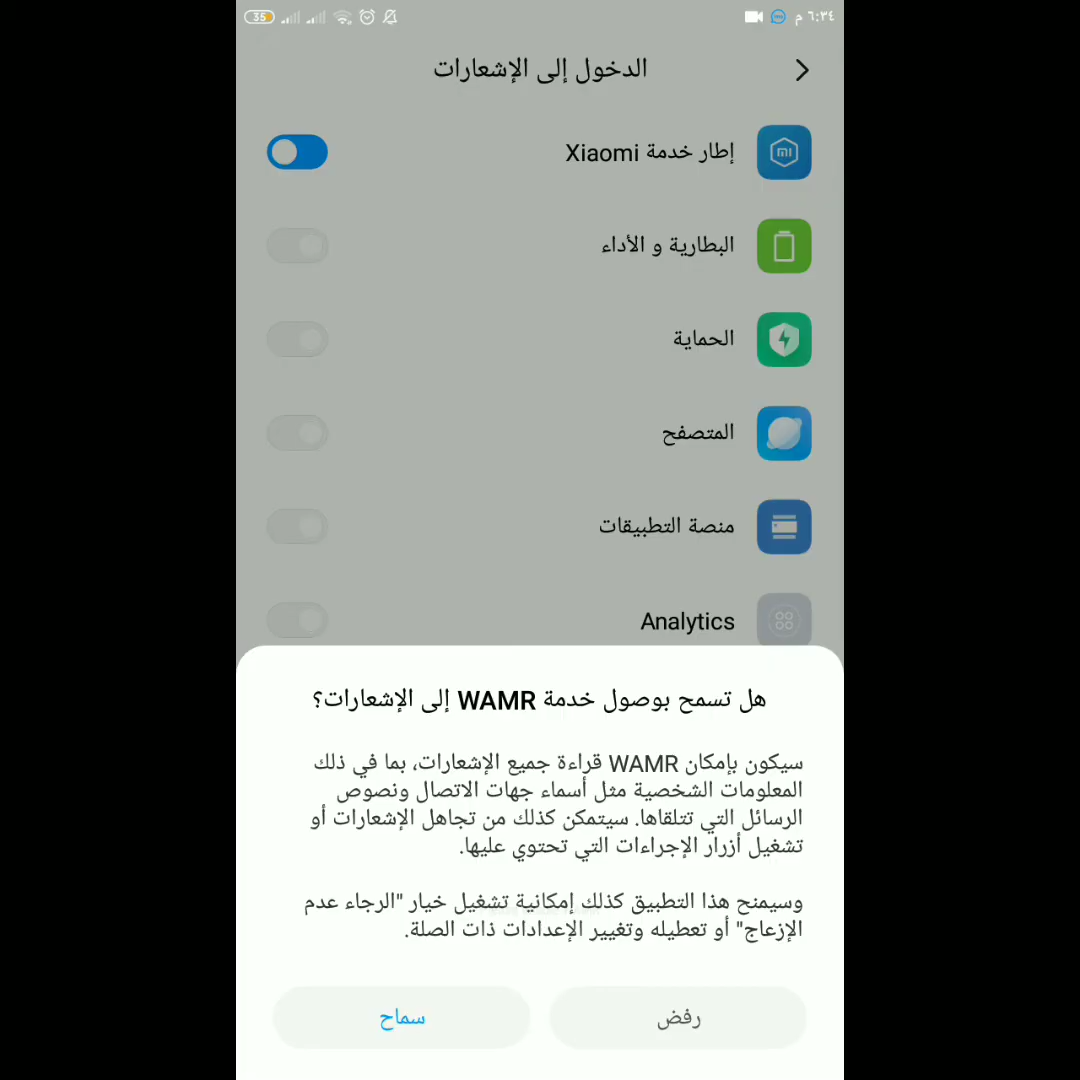 35
٦:٣٤ م
الدخول إلى الإشعارات
إطار خدمة Xiaomi
البطارية و الأداء
الحماية
المتصفح
منصة التطبيقات
Analytics
هل تسمح بوصول خدمة WAMR إلى الإشعارات؟
سيكون بإمكان WAMR قراءة جميع الإشعارات، بما في ذلك
المعلومات الشخصية مثل أسماء جهات الاتصال ونصوص
الرسائل التي تتلقاها. سيتمكن كذلك من تجاهل الإشعارات أو
تشغيل أزرار الإجراءات التي تحتوي عليها.
وسيمنح هذا التطبيق كذلك إمكانية تشغيل خيار "الرجاء عدم
الإزعاج" أو تعطيله وتغيير الإعدادات ذات الصلة.
رفض
سماح